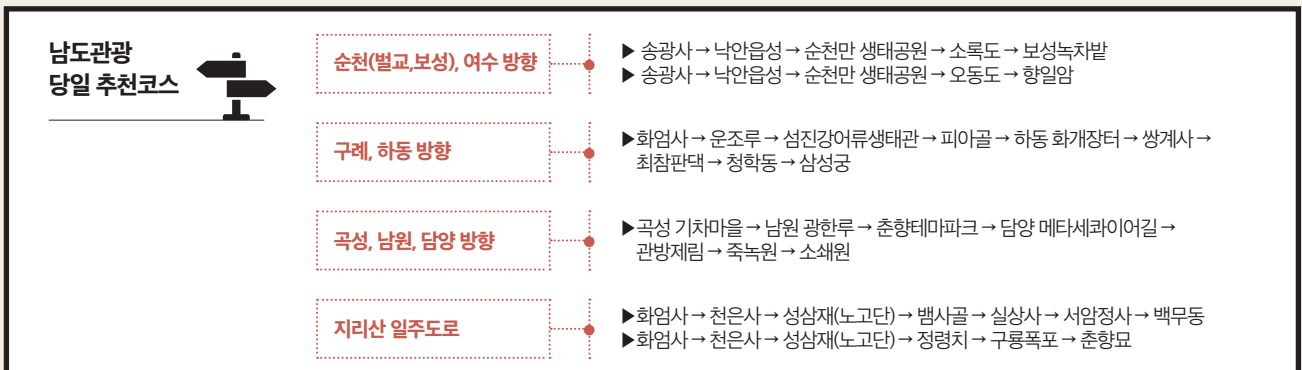 남도관광
당일 추천코스
순천(벌교,보성), 여수 방향
▶ 송광사 → 낙안읍성 → 순천만 생태공원 → 소록도 → 보성녹차밭
▶ 송광사 → 낙안읍성 → 순천만 생태공원 → 오동도 → 향일암
구례, 하동 방향
▶화엄사 → 운조루 → 섬진강어류생태관 → 피아골 → 하동 화개장터 → 쌍계사 →
최참판댁 → 청학동 → 삼성궁
곡성, 남원, 담양 방향
▶곡성 기차마을 → 남원 광한루 → 춘향테마파크 → 담양 메타세콰이어길 →
관방제림 → 죽녹원 → 소쇄원
지리산 일주도로
▶화엄사 → 천은사 → 성삼재(노고단) → 뱀사골 → 실상사 → 서암정사 → 백무동
▶화엄사 → 천은사 → 성삼재(노고단) → 정령치 → 구룡폭포 → 춘향묘